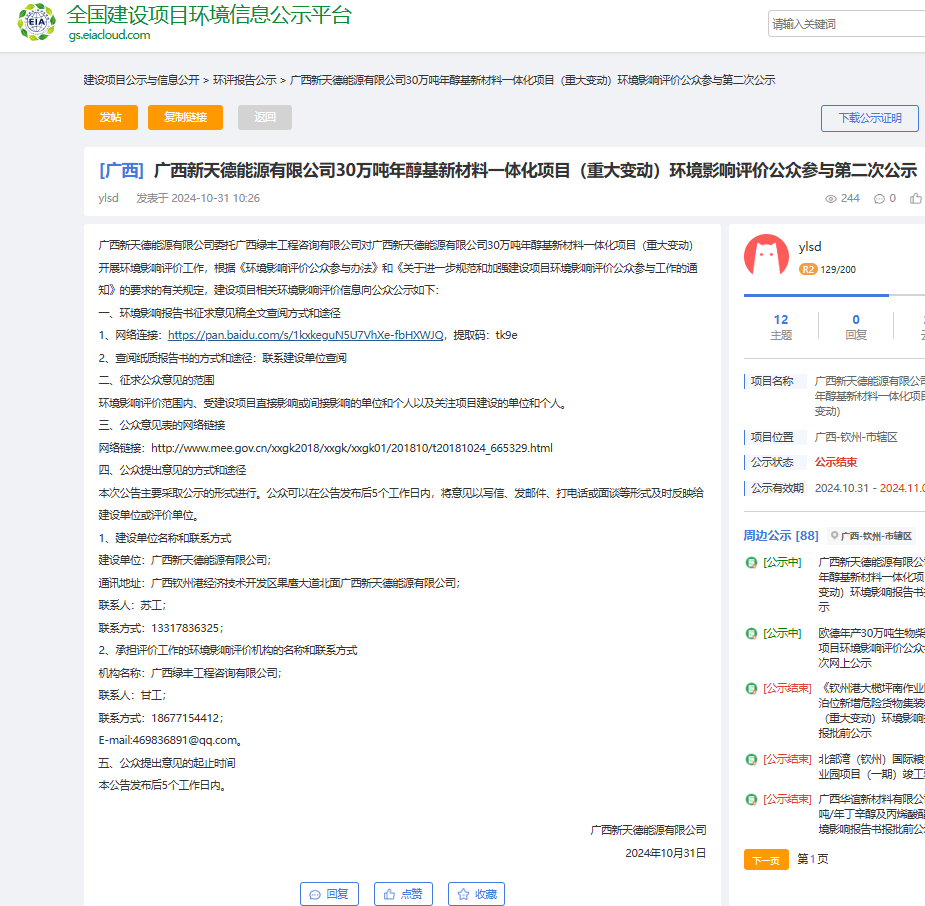 EIA
全国建设项目环境信息公示平台
gs.eiacloud.com
请输入关键词
建设项目公示与信息公开 > 环评报告公示 > 广西新天德能源有限公司30万吨年醇基新材料一体化项目（重大变动）环境影响评价公众参与第二次公示
发帖
复制链接
返回
下载公示证明
[广西] 广西新天德能源有限公司30万吨年醇基新材料一体化项目（重大变动）环境影响评价公众参与第二次公示
ylsd 发表于 2024-10-31 10:26
244 0
广西新天德能源有限公司委托广西绿丰工程咨询有限公司对广西新天德能源有限公司30万吨年醇基新材料一体化项目（重大变动）
开展环境影响评价工作，根据《环境影响评价公众参与办法》和《关于进一步规范和加强建设项目环境影响评价公众参与工作的通
知》的要求的有关规定，建设项目相关环境影响评价信息向公众公示如下：
一、环境影响报告书征求意见稿全文查阅方式和途径
1、网络连接：https://pan.baidu.com/s/1kxkeguN5U7VhXe-fbHXWJQ，提取码：tk9e
2、查阅纸质报告书的方式和途径：联系建设单位查阅
二、征求公众意见的范围
环境影响评价范围内、受建设项目直接影响或间接影响的单位和个人以及关注项目建设的单位和个人。
三、公众意见表的网络链接
网络链接：http://www.mee.gov.cn/xxgk2018/xxgk/xxgk01/201810/t20181024_665329.html
四、公众提出意见的方式和途径
本次公告主要采取公示的形式进行。公众可以在公告发布后5个工作日内，将意见以写信、发邮件、打电话或面谈等形式及时反映给
建设单位或评价单位。
1、建设单位名称和联系方式
建设单位：广西新天德能源有限公司；
通讯地址：广西钦州港经济技术开发区果鹰大道北面广西新天德能源有限公司；
联系人：苏工；
联系方式：13317836325；
2、承担评价工作的环境影响评价机构的名称和联系方式
机构名称：广西绿丰工程咨询有限公司；
联系人：甘工；
联系方式：18677154412；
E-mail:469836891@qq.com。
五、公众提出意见的起止时间
本公告发布后5个工作日内。
广西新天德能源有限公司
2024年10月31日
回复
点赞
收藏
ylsd
R2 129/200
12 0
主题 回复
项目名称 广西新天德能源有限公司
年醇基新材料一体化项目
变动）
项目位置 广西-钦州-市辖区
公示状态 公示结束
公示有效期 2024.10.31 - 2024.11.0
周边公示 [88] 广西-钦州-市辖区
[公示中] 广西新天德能源有限公
年醇基新材料一体化项
变动）环境影响报告书
示
[公示中] 欧德年产30万吨生物柴
项目环境影响评价公众
次网上公示
[公示结束] 《钦州港大榄坪南作业
泊位新增危险货物集装
（重大变动）环境影响
报批前公示
[公示结束] 北部湾（钦州）国际粮
业园项目（一期）竣工
[公示结束] 广西华谊新材料有限公
吨/年丁辛醇及丙烯酸酯
境影响报告书报批前公
下一页 第1页